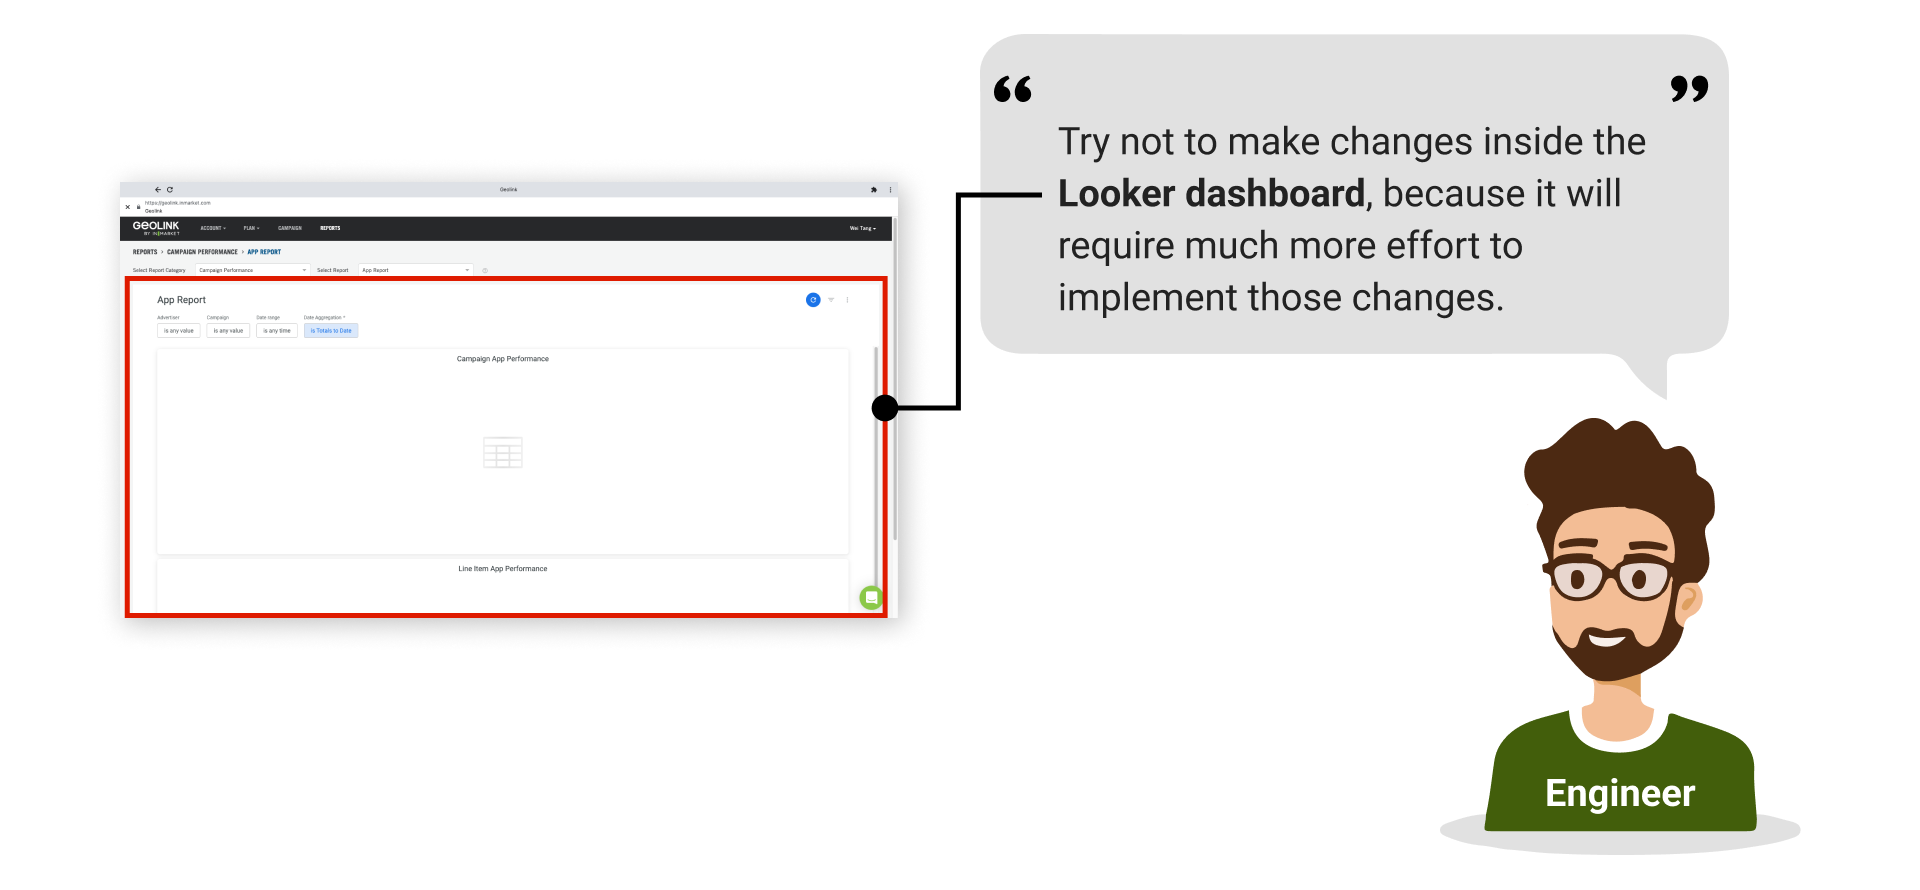 Geolink
https://geolink.inmarket.com
Geolink
GEOLINK
BY INMARKET
ACCOUNT
PLAN
CAMPAIGN
REPORTS
Wei Tang
REPORTS > CAMPAIGN PERFORMANCE > APP REPORT
Select Report Category
Campaign Performance
Select Report
App Report
App Report
Advertiser
Campaign
Date range
Date Aggregation *
is any value
is any value
is any time
is Totals to Date
Campaign App Performance
Line Item App Performance
“ ”
Try not to make changes inside the
Looker dashboard, because it will
require much more effort to
implement those changes.
Engineer